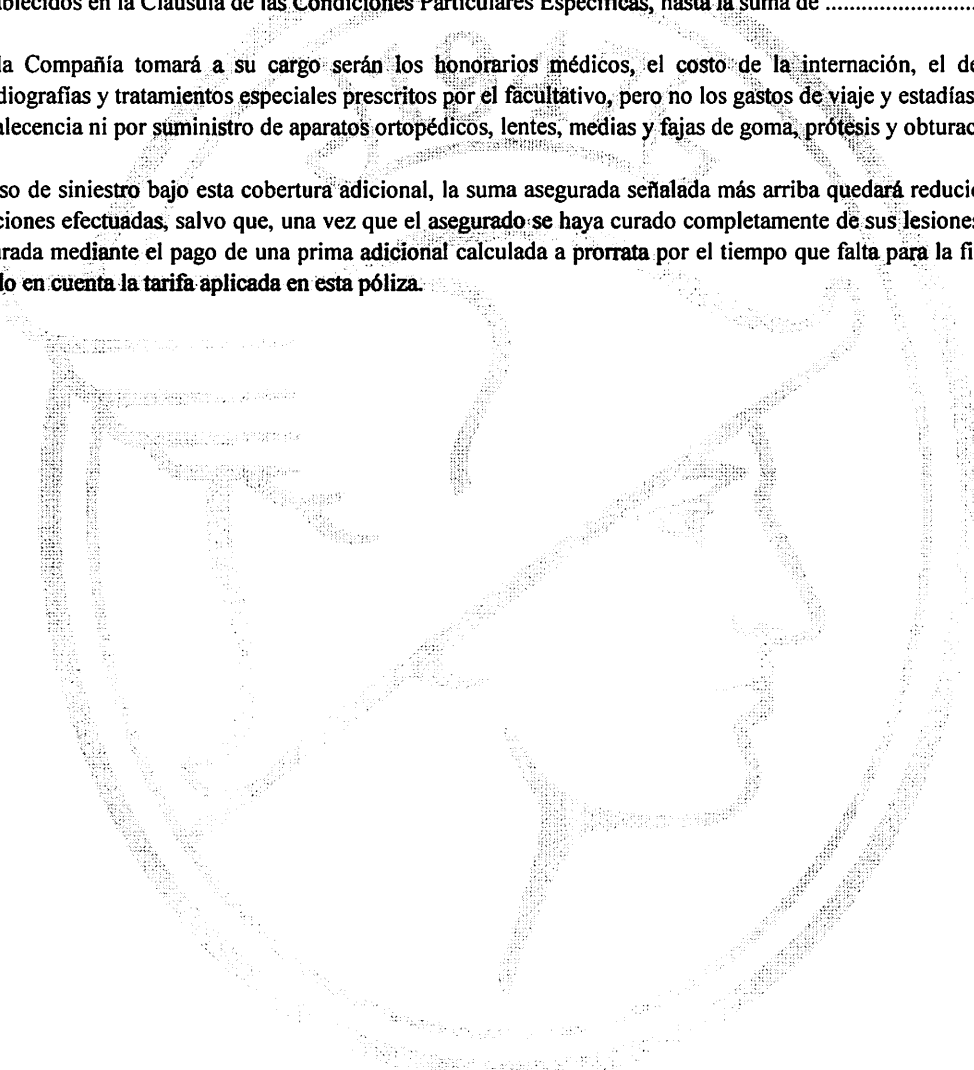 ablecidos en la Cláusula de las Condiciones Particulares Específicas, hasta la suma de ..........................
la Compañía tomará a su cargo serán los honorarios médicos, el costo de la internación, el de
diografías y tratamientos especiales prescritos por el facultativo, pero no los gastos de viaje y estadías
alecencia ni por suministro de aparatos ortopédicos, lentes, medias y fajas de goma, prótesis y obturac
so de siniestro bajo esta cobertura adicional, la suma asegurada señalada más arriba quedará reducid
ciones efectuadas, salvo que, una vez que el asegurado se haya curado completamente de sus lesiones
rada mediante el pago de una prima adicional calculada a prorrata por el tiempo que falta para la fi
lo en cuenta la tarifa aplicada en esta póliza.